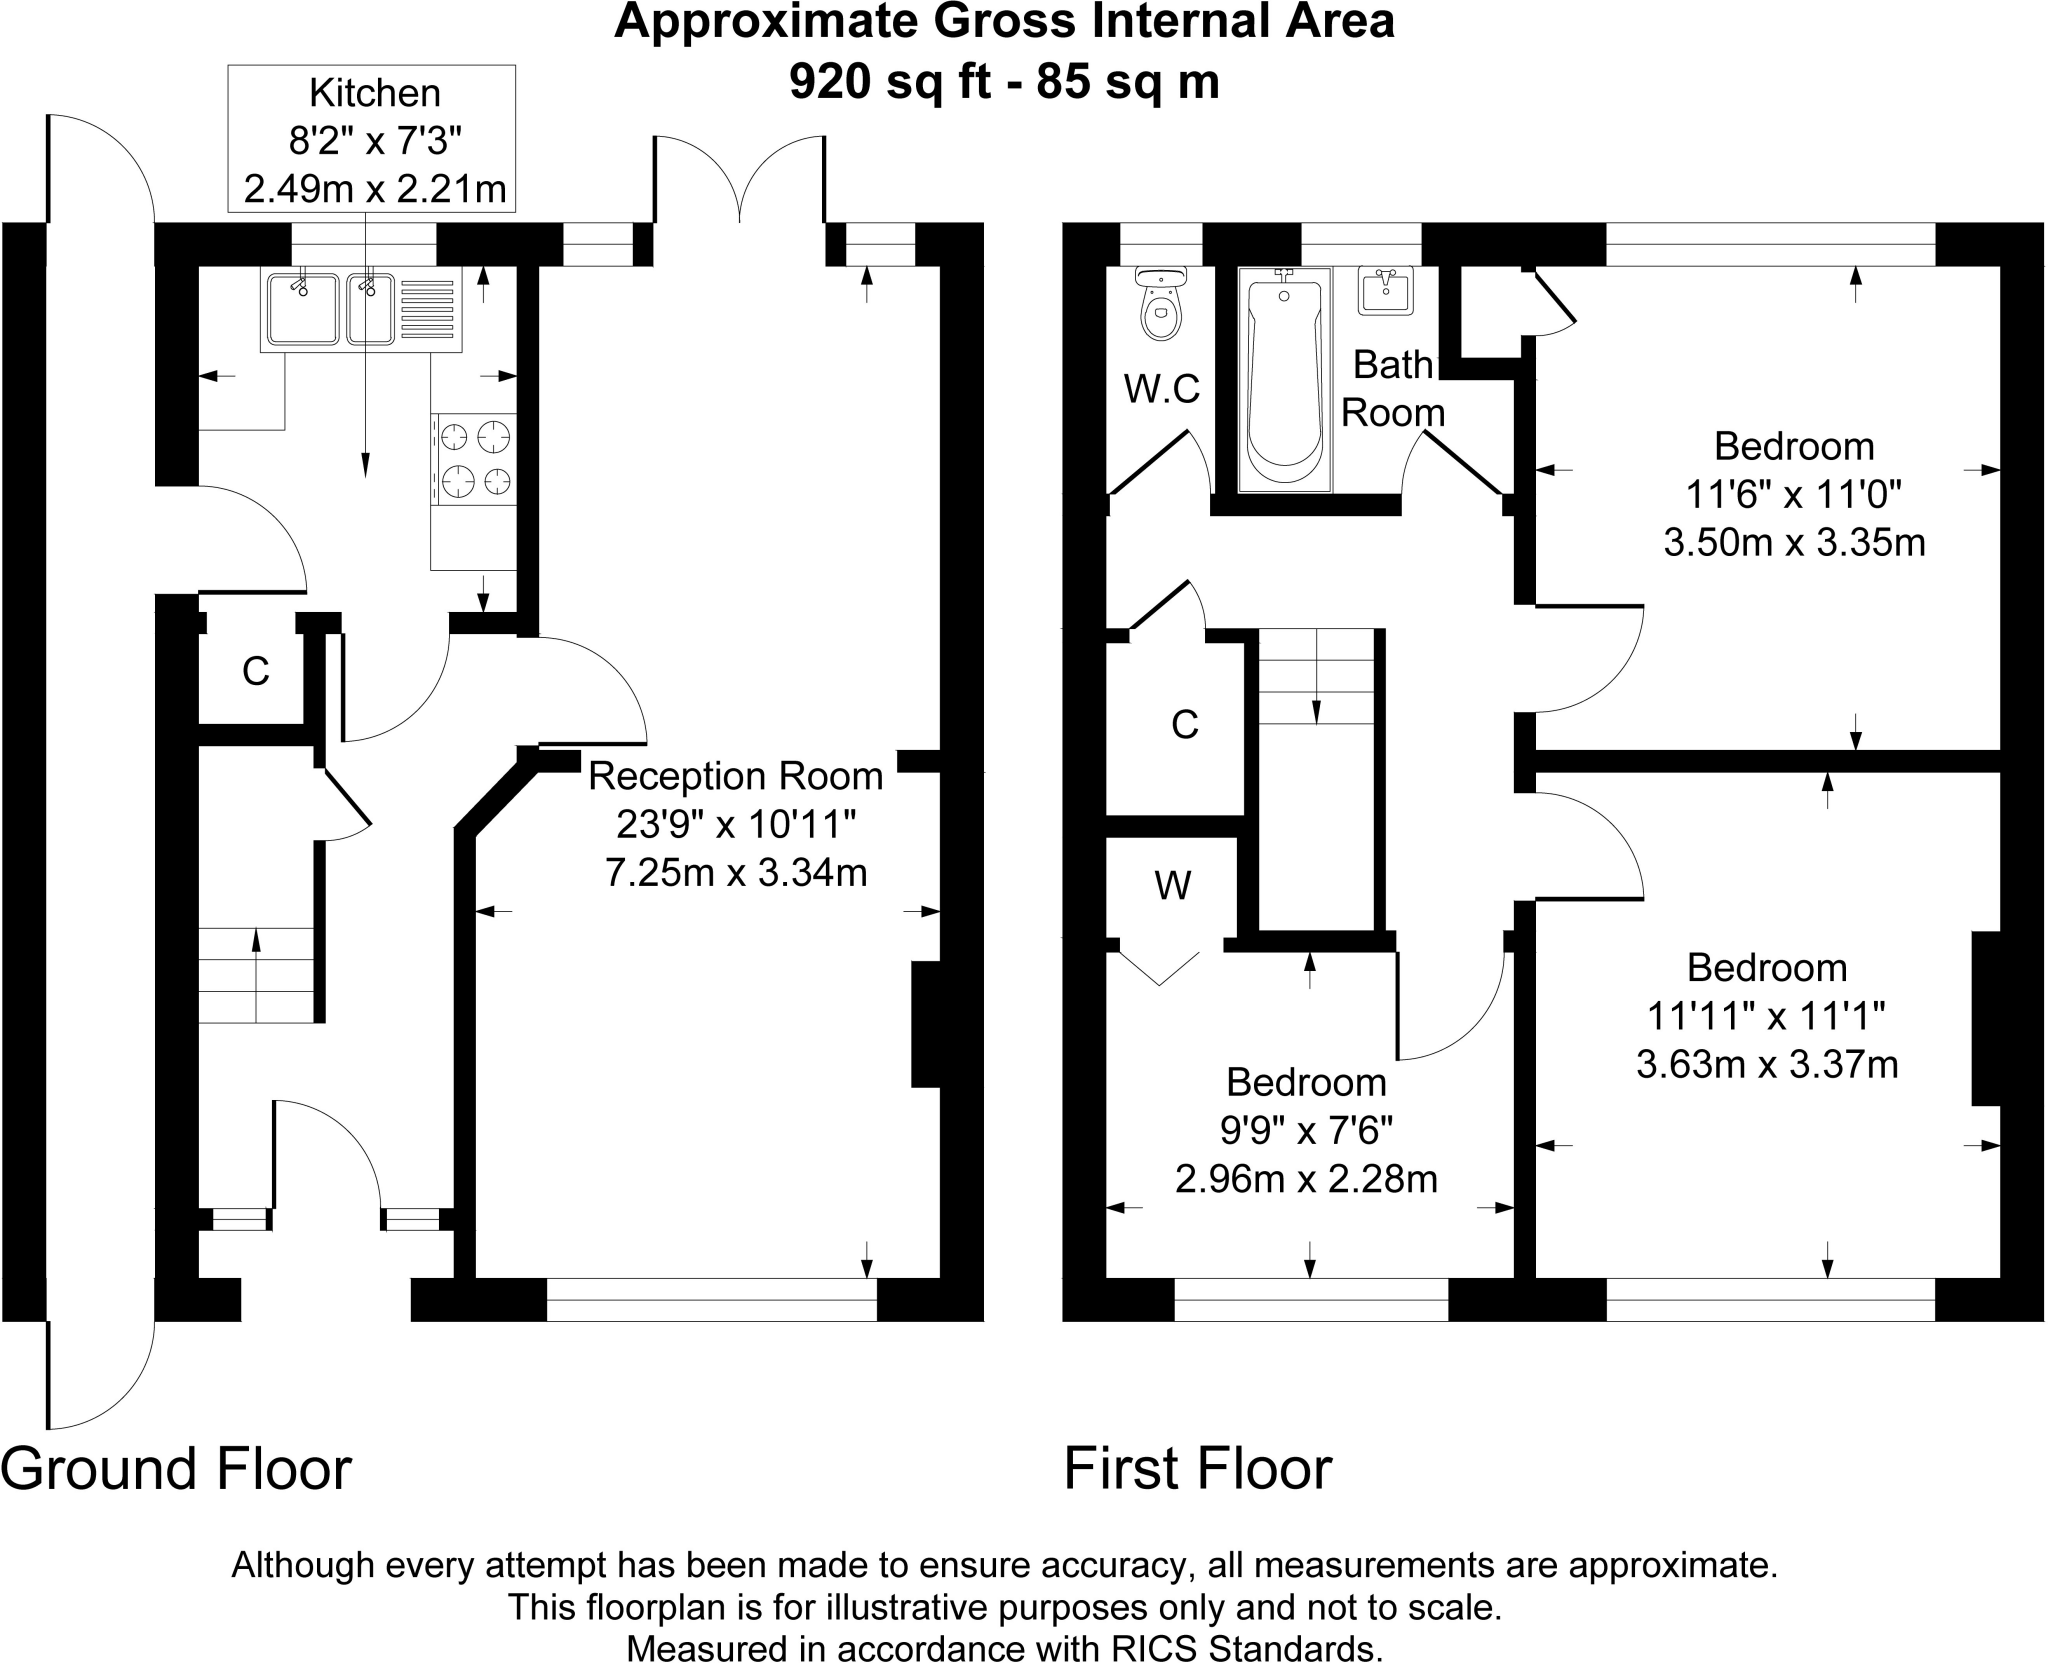 Approximate Gross Internal Area
920 sq ft - 85 sq m
Kitchen
8'2" x 7'3"
2.49m x 2.21m
C
Reception Room
23'9" x 10'11"
7.25m x 3.34m
W.C
Bath
Room
Bedroom
11'6" x 11'0"
3.50m x 3.35m
C
W
Bedroom
11'11" x 11'1"
3.63m x 3.37m
Bedroom
9'9" x 7'6"
2.96m x 2.28m
Ground Floor
First Floor
Although every attempt has been made to ensure accuracy, all measurements are approximate.
This floorplan is for illustrative purposes only and not to scale.
Measured in accordance with RICS Standards.